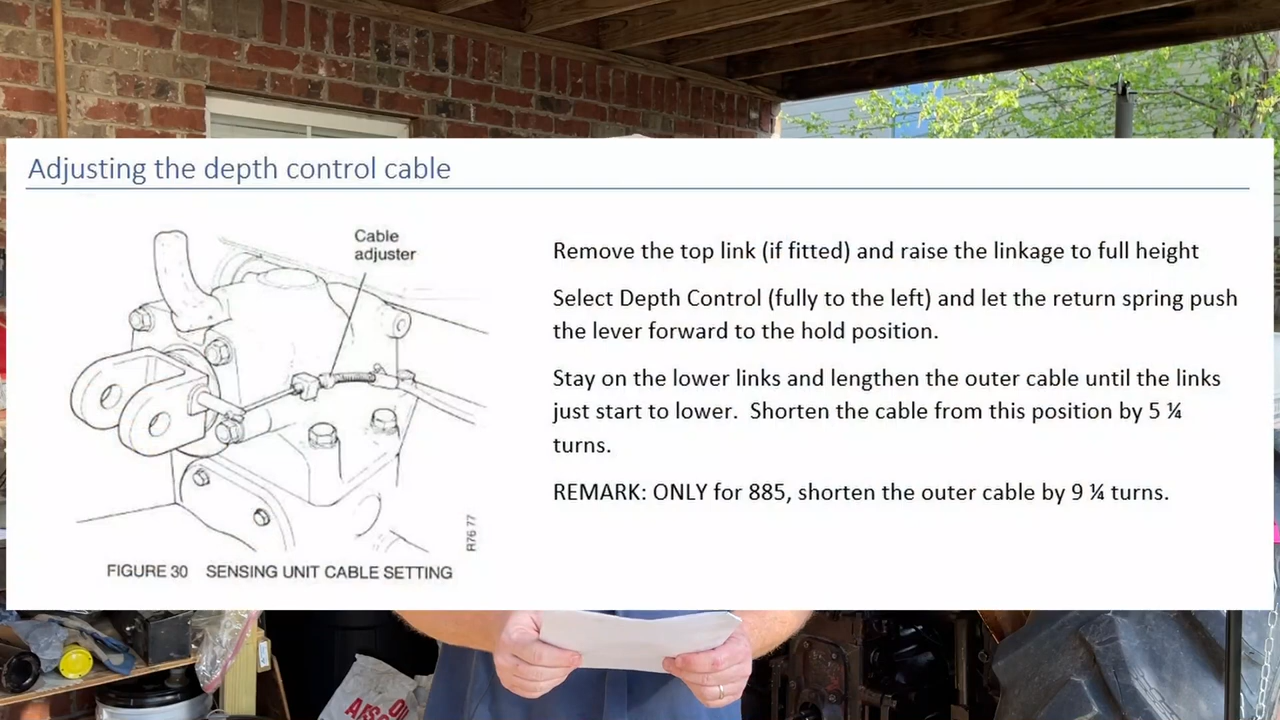 Adjusting the depth control cable
Cable
adjuster
R76 77
FIGURE 30 SENSING UNIT CABLE SETTING
Remove the top link (if fitted) and raise the linkage to full height
Select Depth Control (fully to the left) and let the return spring push
the lever forward to the hold position.
Stay on the lower links and lengthen the outer cable until the links
just start to lower. Shorten the cable from this position by 5 ¼
turns.
REMARK: ONLY for 885, shorten the outer cable by 9 ¼ turns.